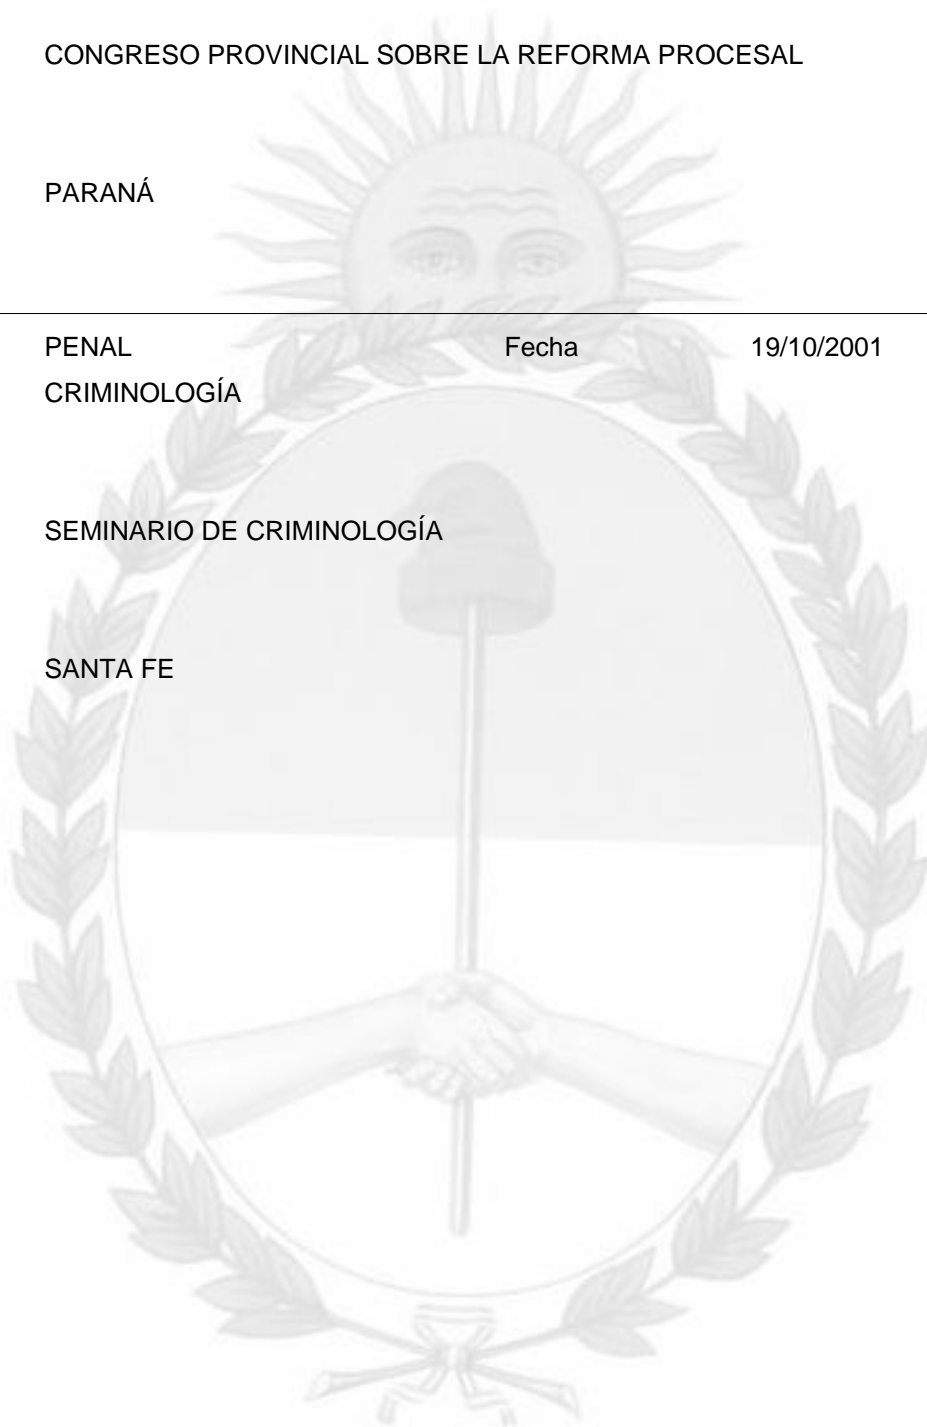 CONGRESO PROVINCIAL SOBRE LA REFORMA PROCESAL
PARANÁ
PENAL Fecha 19/10/2001
CRIMINOLOGÍA
SEMINARIO DE CRIMINOLOGÍA
SANTA FE